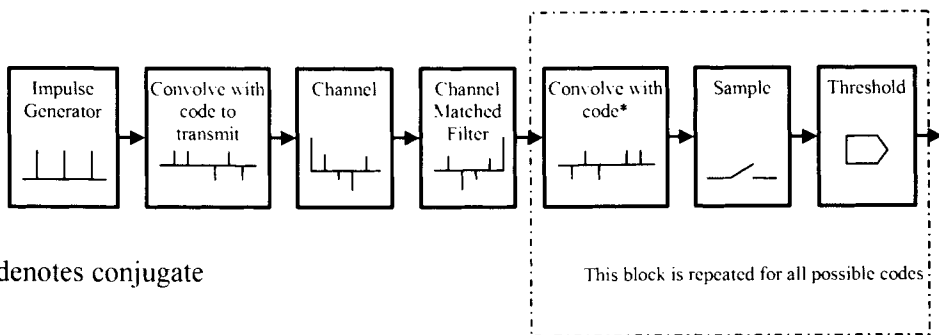 Impulse
Generator
Convolve with
code to
transmit
Channel
Channel
Matched
Filter
Convolve with
code*
Sample
Threshold
denotes conjugate
This block is repeated for all possible codes